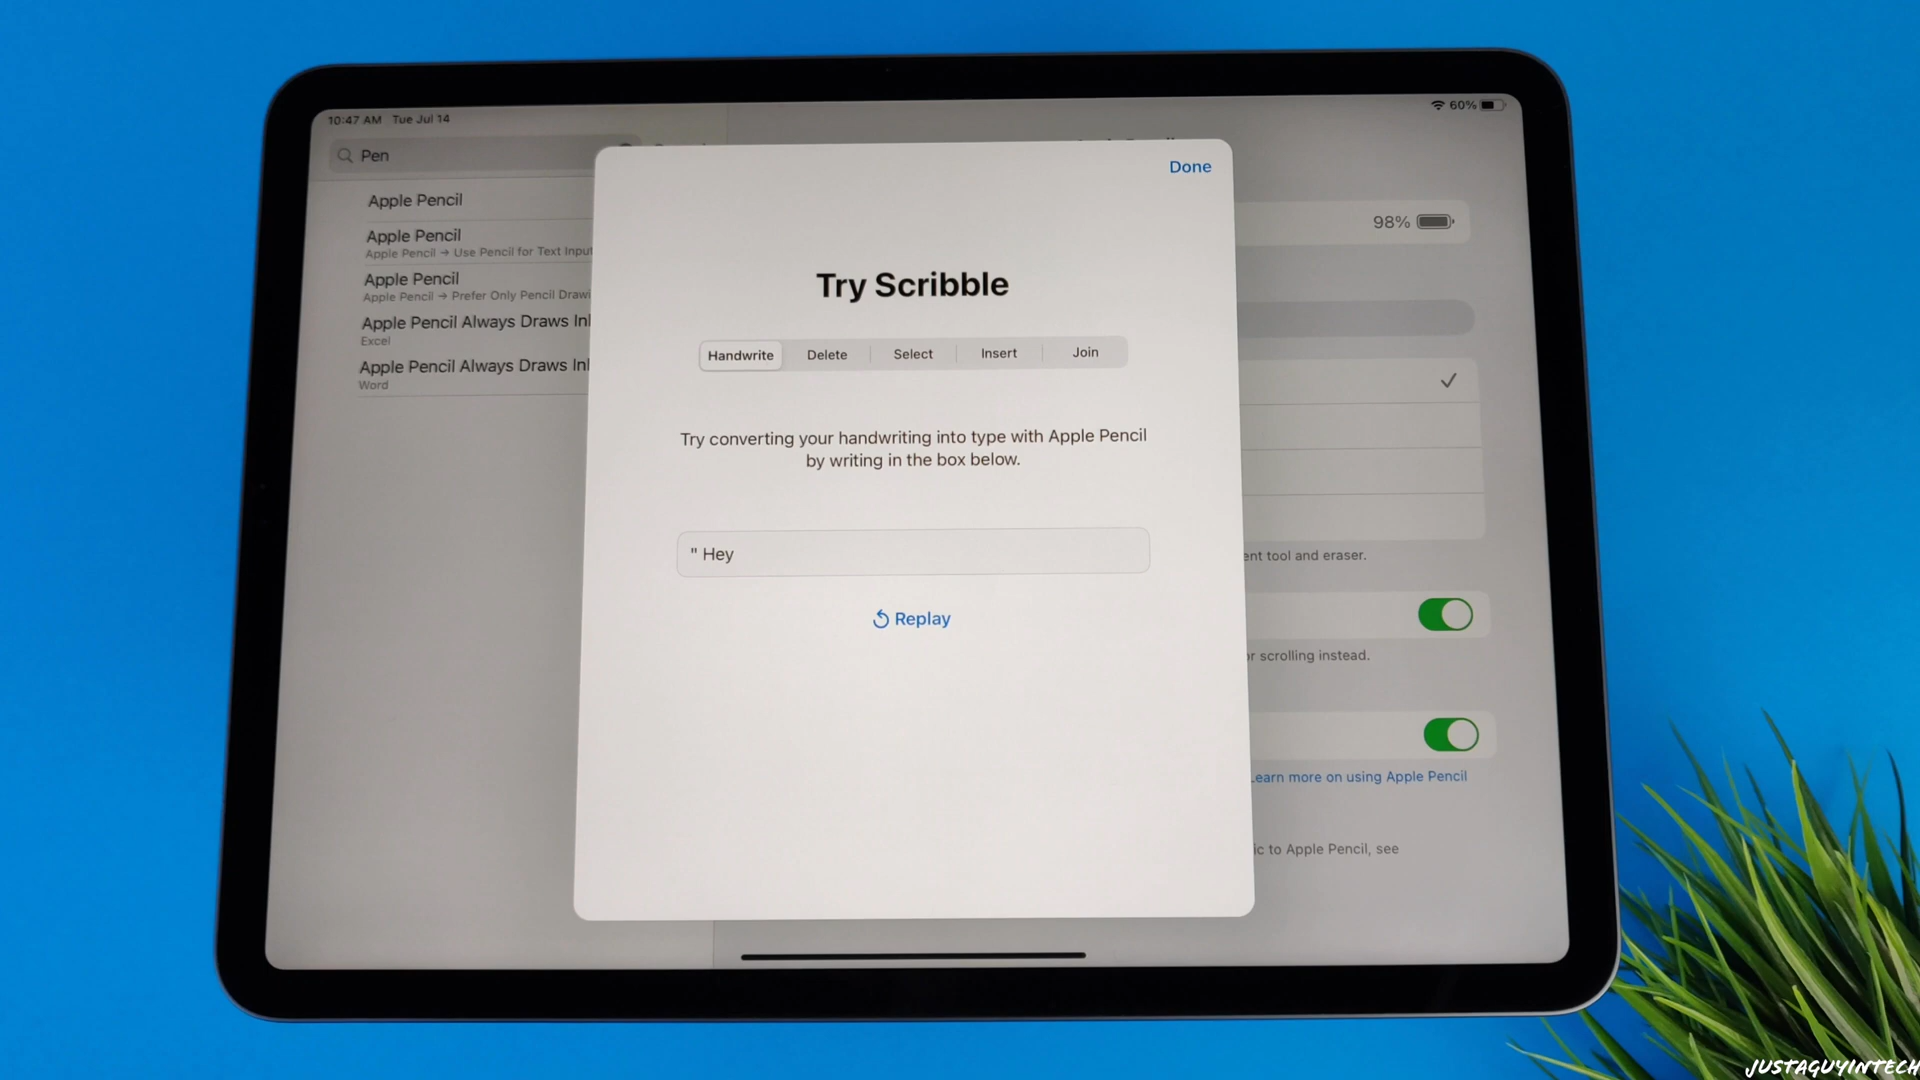 10:47 AM Tue Jul 14
60%
Pen
Apple Pencil
Apple Pencil
Apple Pencil → Use Pencil for Text Input
Apple Pencil
Apple Pencil → Prefer Only Pencil Drawi
Apple Pencil Always Draws Inl
Excel
Apple Pencil Always Draws Inl
Word
Done
Try Scribble
Handwrite Delete Select Insert Join
Try converting your handwriting into type with Apple Pencil
by writing in the box below.
" Hey
Replay
98%
ent tool and eraser.
or scrolling instead.
Learn more on using Apple Pencil
ic to Apple Pencil, see
JUSTAGUYINTECH